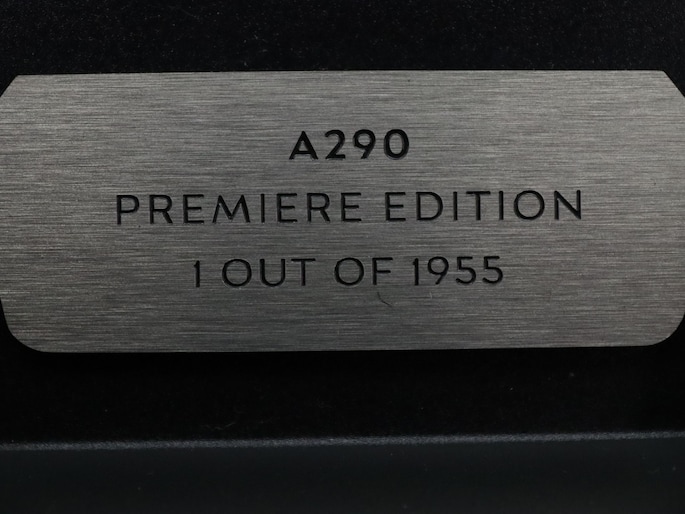 A290
PREMIERE EDITION
1 OUT OF 1955